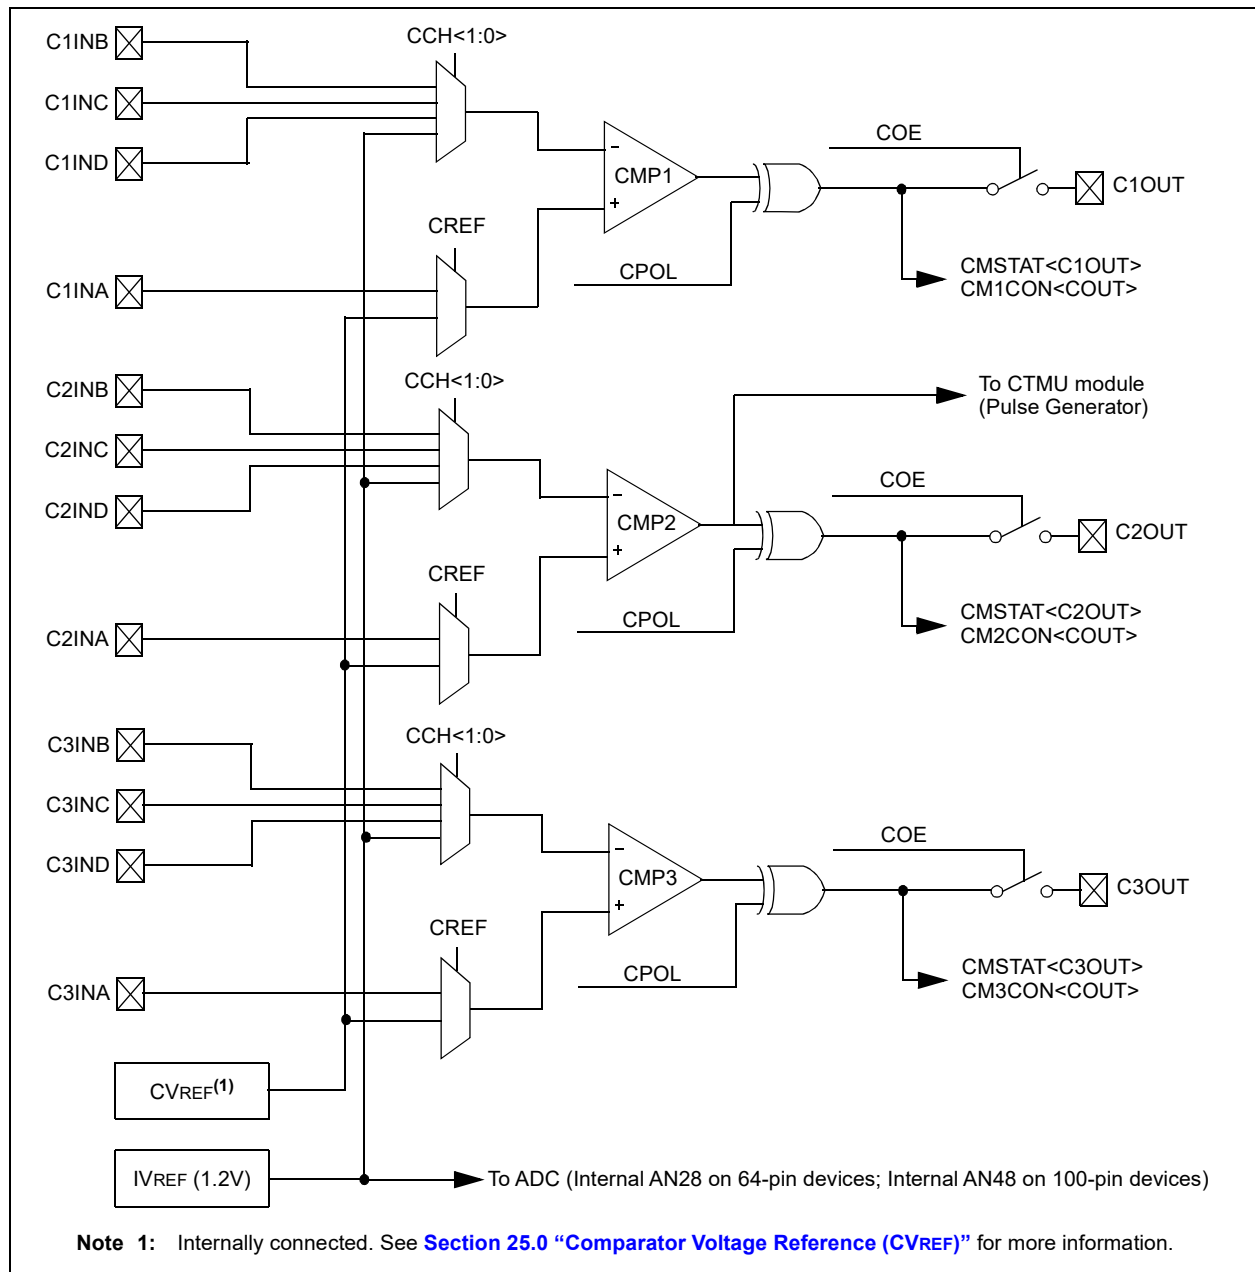 C1INB
CCH<1:0>
C1INC
C1IND
COE
CMP1
C1OUT
−
+
CREF
CPOL
CMSTAT<C1OUT>
CM1CON<COUT>
C1INA
C2INB
CCH<1:0>
To CTMU module
(Pulse Generator)
C2INC
C2IND
COE
CMP2
C2OUT
−
+
CREF
CPOL
CMSTAT<C2OUT>
CM2CON<COUT>
C2INA
C3INB
CCH<1:0>
C3INC
C3IND
COE
CMP3
C3OUT
−
+
CREF
CPOL
CMSTAT<C3OUT>
CM3CON<COUT>
C3INA
CVREF(1)
IVREF (1.2V)
To ADC (Internal AN28 on 64-pin devices; Internal AN48 on 100-pin devices)
Note 1: Internally connected. See Section 25.0 “Comparator Voltage Reference (CVREF)” for more information.